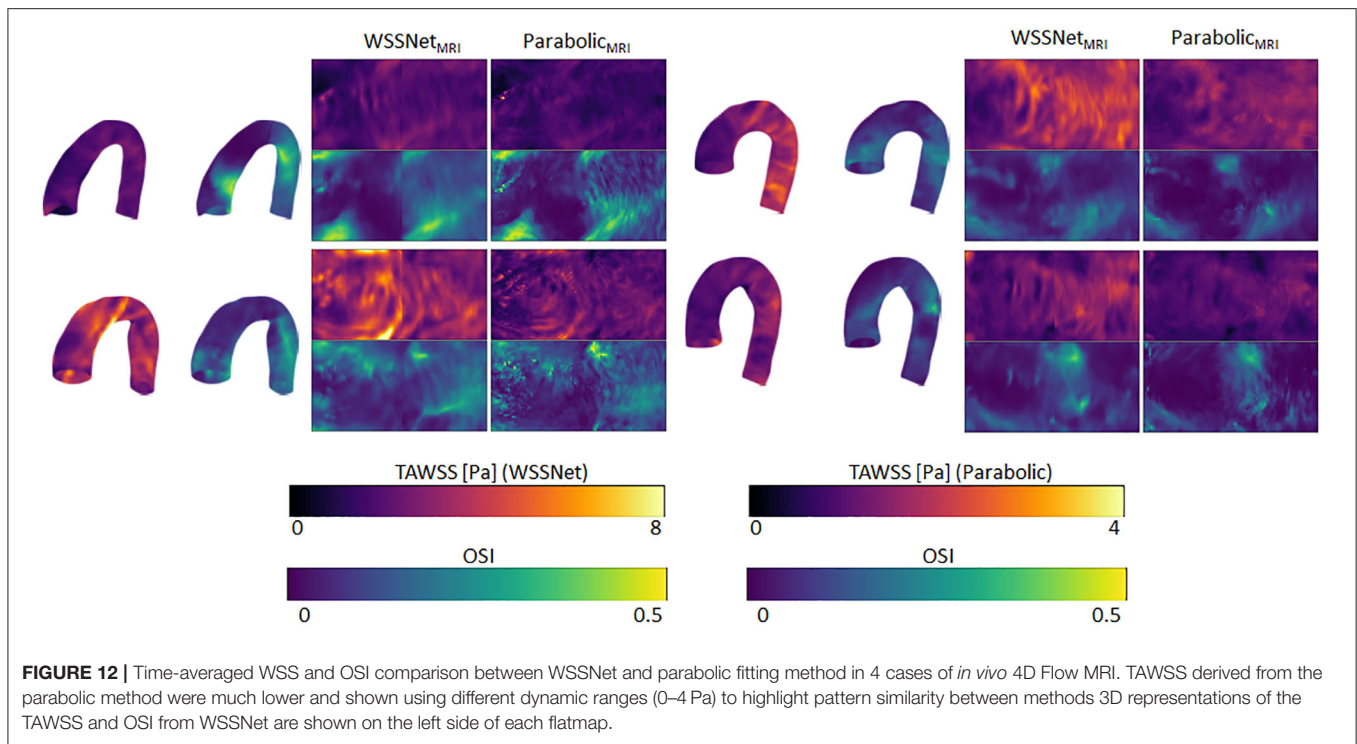 WSSNetMRI ParabolicMRI WSSNetMRI ParabolicMRI
TAWSS [Pa] (WSSNet) TAWSS [Pa] (Parabolic)
0 8 0 4
OSI OSI
0 0.5 0 0.5
FIGURE 12 | Time-averaged WSS and OSI comparison between WSSNet and parabolic fitting method in 4 cases of in vivo 4D Flow MRI. TAWSS derived from the
parabolic method were much lower and shown using different dynamic ranges (0–4 Pa) to highlight pattern similarity between methods 3D representations of the
TAWSS and OSI from WSSNet are shown on the left side of each flatmap.